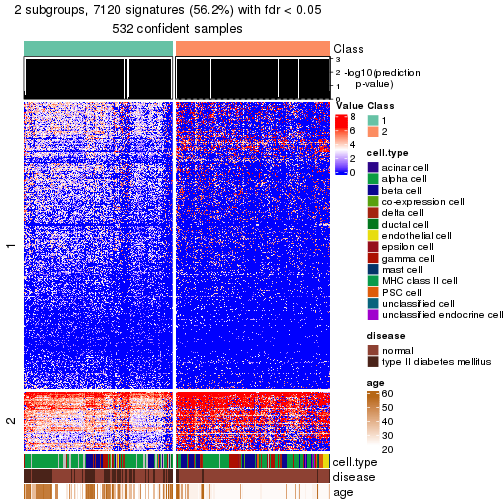 2 subgroups, 7120 signatures (56.2%) with fdr < 0.05
532 confident samples
Class
3
2
1
0
-log10(prediction
p-value)
Value
8
6
4
2
0
Class
1
2
cell.type
acinar cell
alpha cell
beta cell
co-expression cell
delta cell
ductal cell
endothelial cell
epsilon cell
gamma cell
mast cell
MHC class II cell
PSC cell
unclassified cell
unclassified endocrine cell
disease
normal
type II diabetes mellitus
age
60
50
40
30
20
1
2
cell.type
disease
age